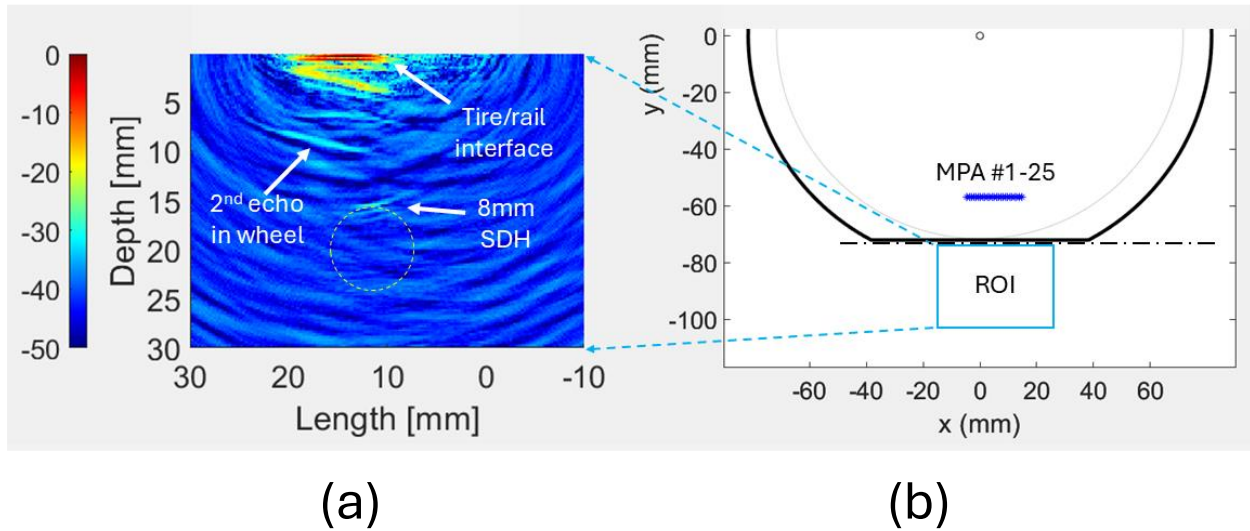 0
-10
-20
-30
-40
-50
Depth [mm]
5
10
15
20
25
30
30
20
10
0
-10
Length [mm]
Tire/rail
interface
2nd echo
in wheel
8mm
SDH
(a)
y (mm)
0
-20
-40
-60
-80
-100
MPA #1-25
ROI
-60
-40
-20
0
20
40
60
x (mm)
(b)